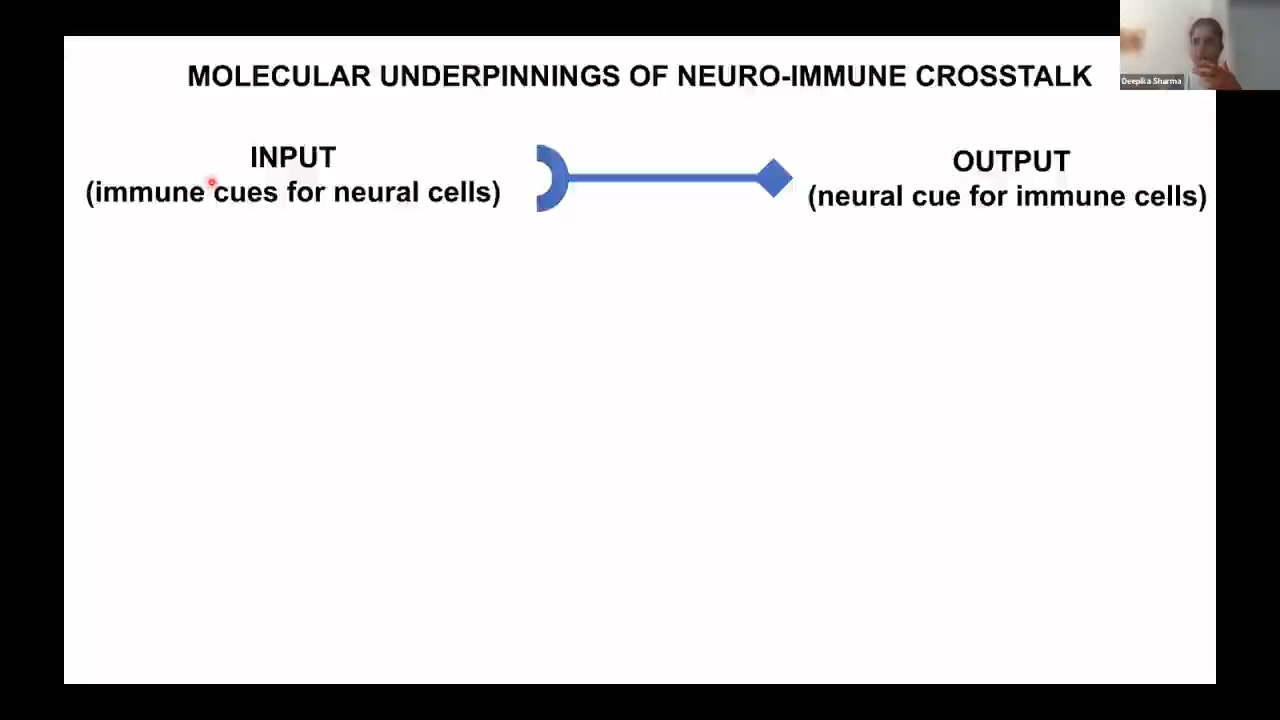 MOLECULAR UNDERPINNINGS OF NEURO-IMMUNE CROSSTALK
INPUT
(immune cues for neural cells)
OUTPUT
(neural cue for immune cells)
Deepika Sharma